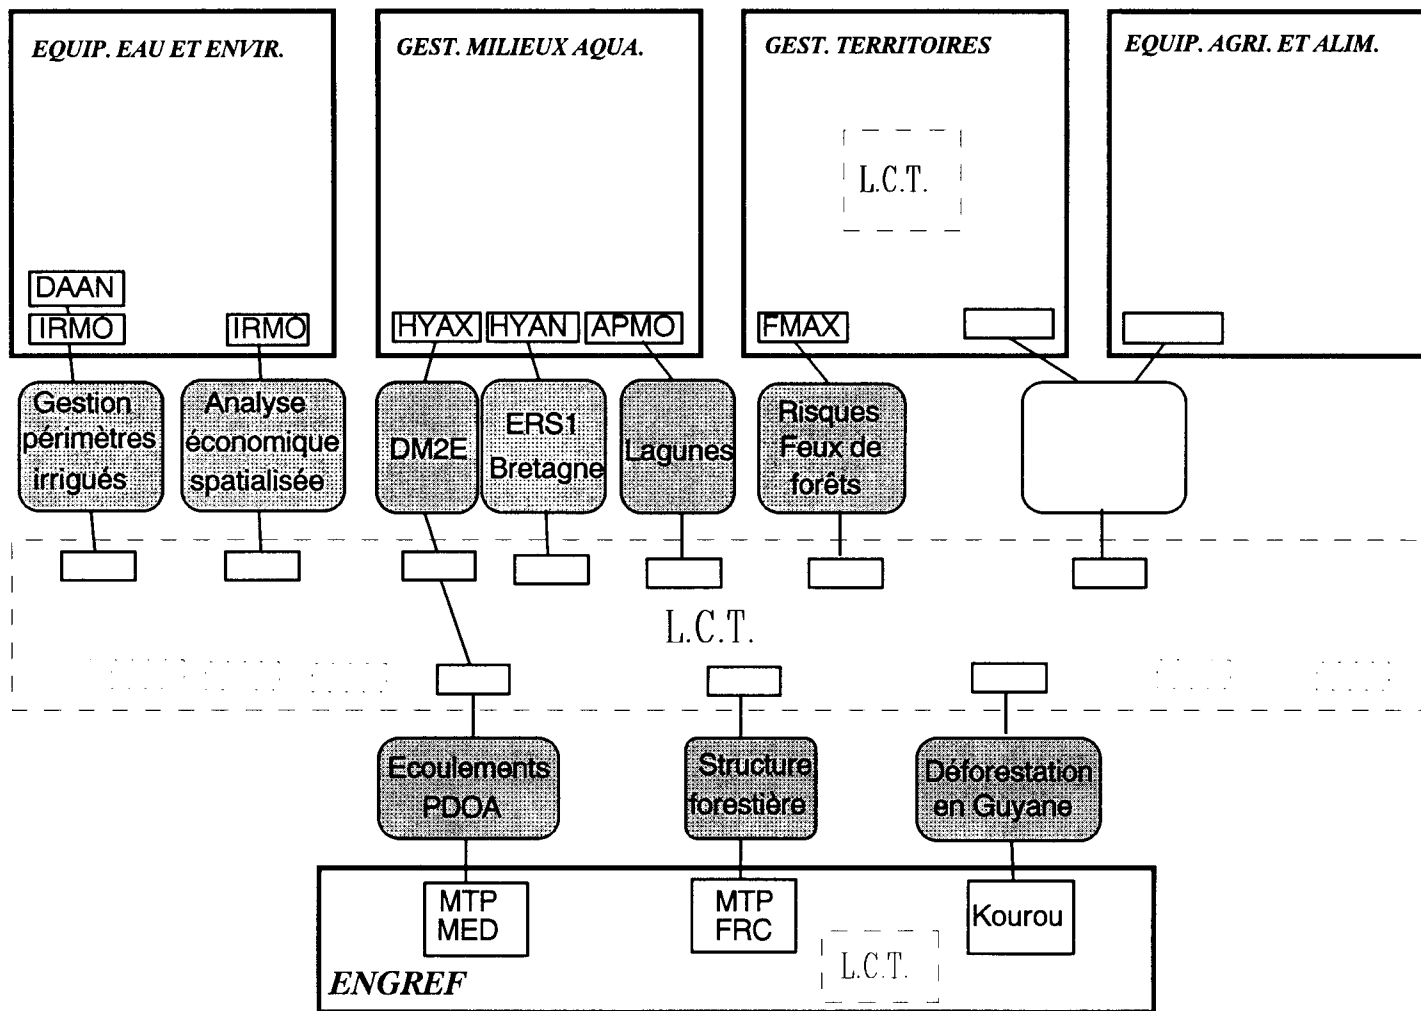 EQUIP. EAU ET ENVIR.
GEST. MILIEUX AQUA.
GEST. TERRITOIRES
EQUIP. AGRI. ET ALIM.
L.C.T.
DAAN
IRMO
IRMO
HYAX
HYAN
APMO
FMAX
Gestion
périmètres
irrigués
Analyse
économique
spatialisée
DM2E
ERS1
Bretagne
Lagunes
Risques
Feux de
forêts
L.C.T.
Ecoulements
PDOA
Structure
forestière
Déforestation
en Guyane
MTP
MED
MTP
FRC
Kourou
L.C.T.
ENGREF